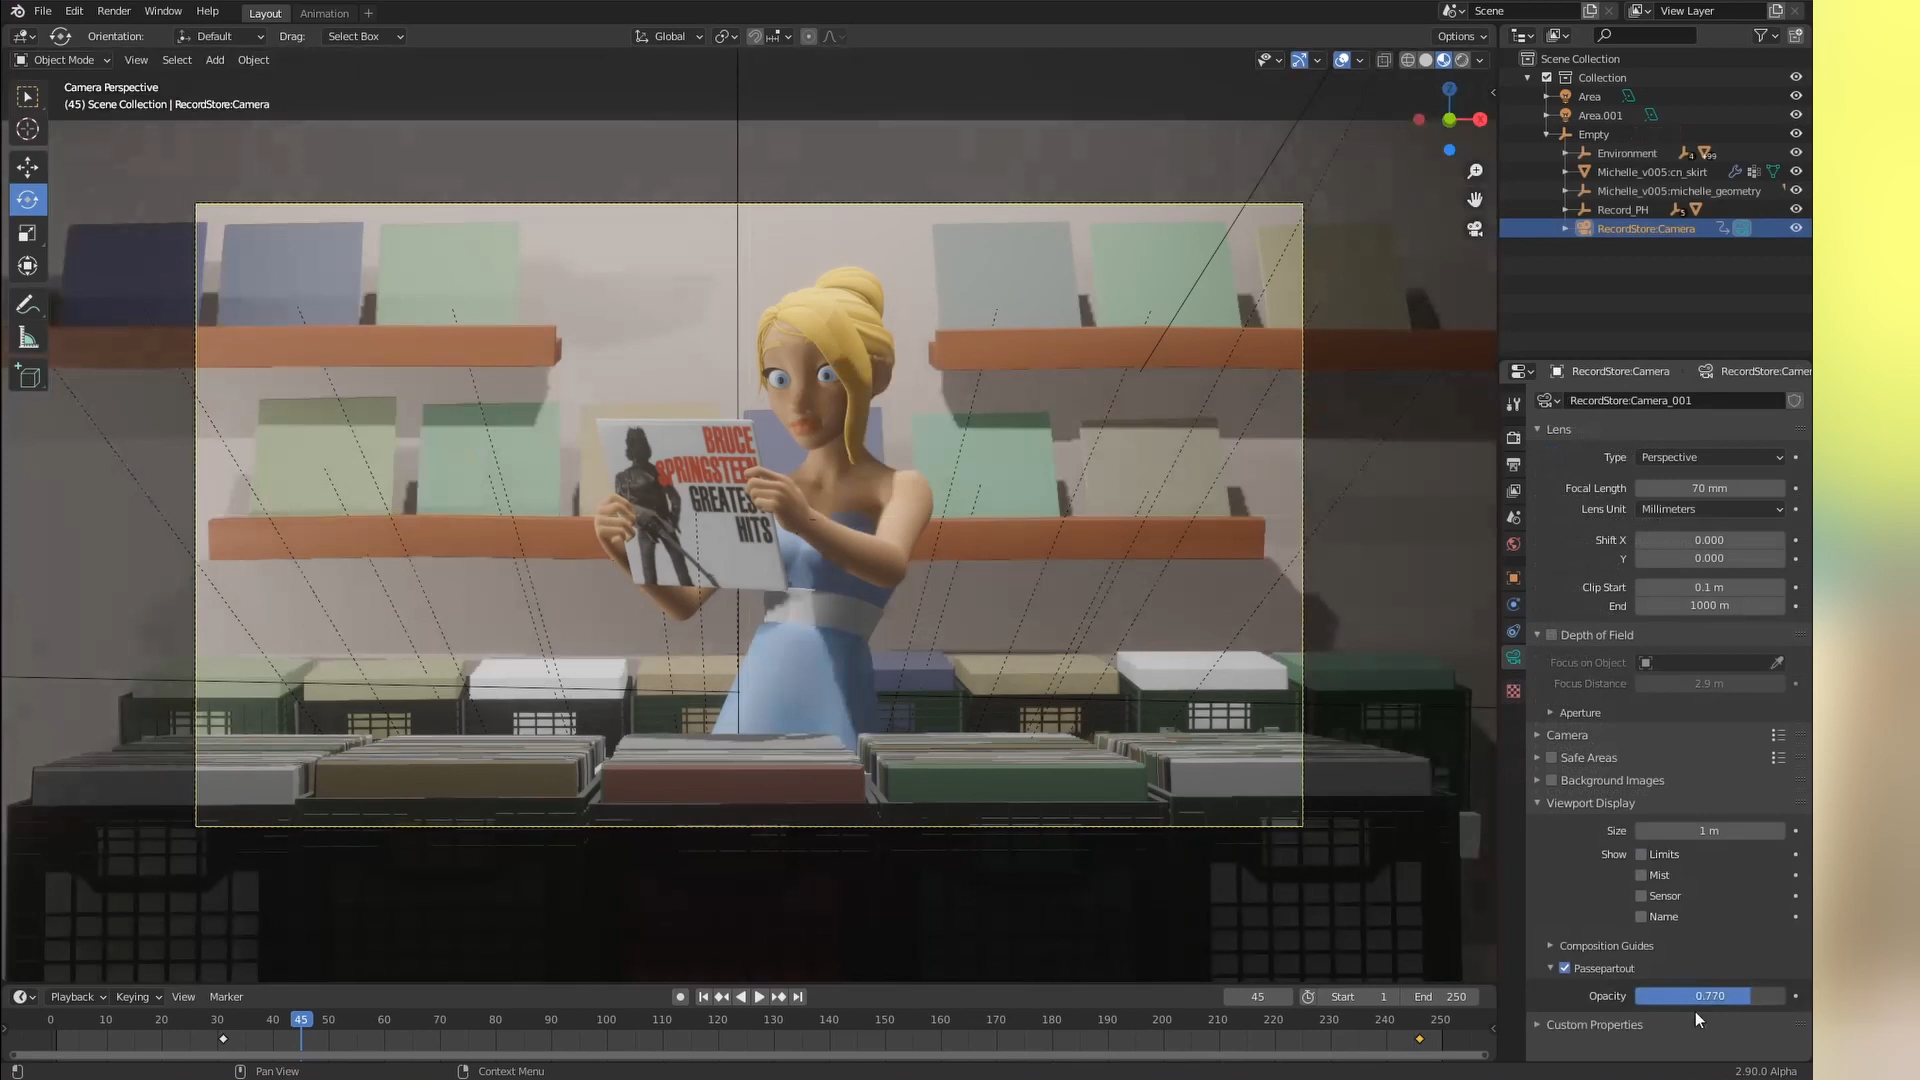 File Edit Render Window Help Layout Animation + Scene View Layer
Orientation: Default Drag: Select Box Global Options
Object Mode View Select Add Object
Camera Perspective
(45) Scene Collection | RecordStore:Camera
Z
X
BRUCE
SPRINGSTEEN
GREATEST
HITS
Scene Collection
Collection
Area
Area.001
Empty
Environment 4 99
Michelle_v005:cn_skirt
Michelle_v005:michelle_geometry
Record_PH 5
RecordStore:Camera
RecordStore:Camera RecordStore:Camer
RecordStore:Camera_001
Lens
Type Perspective
Focal Length 70 mm
Lens Unit Millimeters
Shift X 0.000
Y 0.000
Clip Start 0.1 m
End 1000 m
Depth of Field
Focus on Object
Focus Distance 2.9 m
Aperture
Camera
Safe Areas
Background Images
Viewport Display
Size 1 m
Show Limits
Mist
Sensor
Name
Composition Guides
Passepartout
Opacity 0.770
Custom Properties
Playback Keying View Marker 45 Start 1 End 250
0 10 20 30 40 45 50 60 70 80 90 100 110 120 130 140 150 160 170 180 190 200 210 220 230 240 250
Pan View Context Menu 2.90.0 Alpha